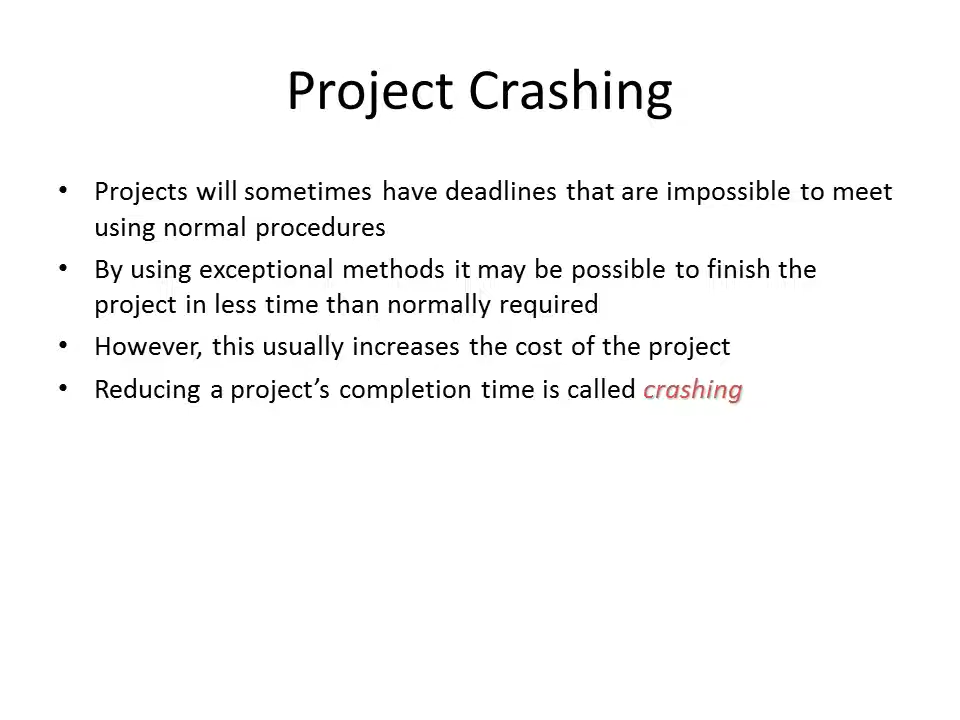 Project Crashing
• Projects will sometimes have deadlines that are impossible to meet
using normal procedures
• By using exceptional methods it may be possible to finish the
project in less time than normally required
• However, this usually increases the cost of the project
• Reducing a project’s completion time is called crashing